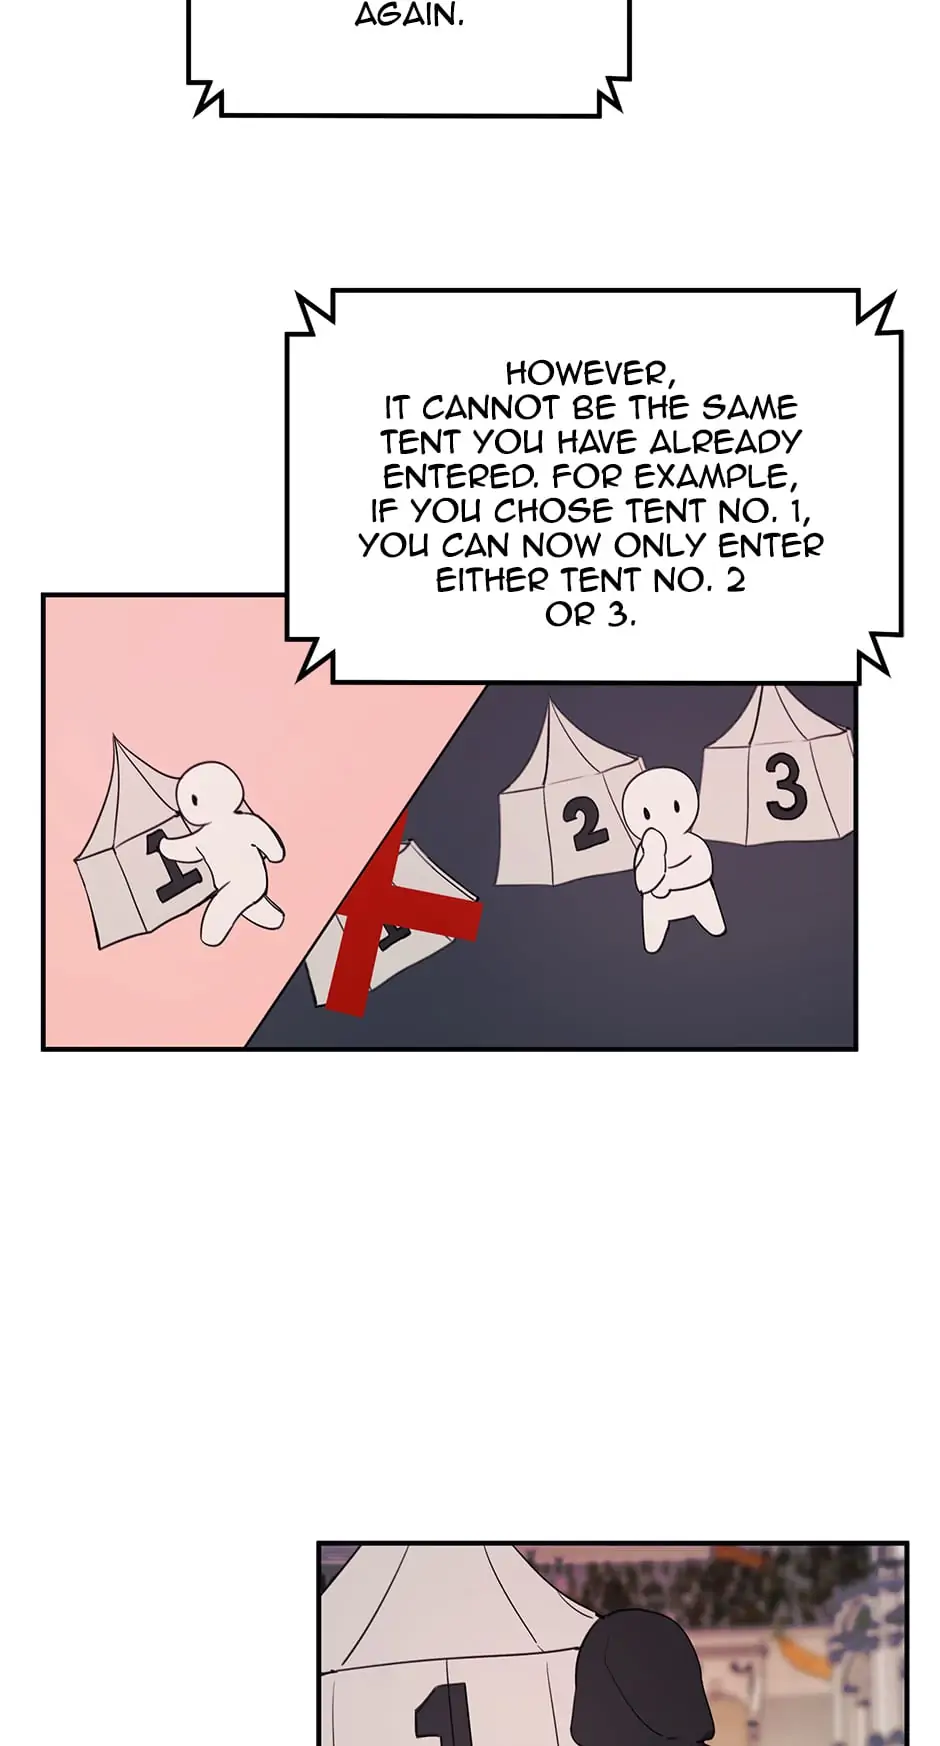 AGAIN.
HOWEVER,
IT CANNOT BE THE SAME
TENT YOU HAVE ALREADY
ENTERED. FOR EXAMPLE,
IF YOU CHOSE TENT NO. 1,
YOU CAN NOW ONLY ENTER
EITHER TENT NO. 2
OR 3.
1
1
2
3
1